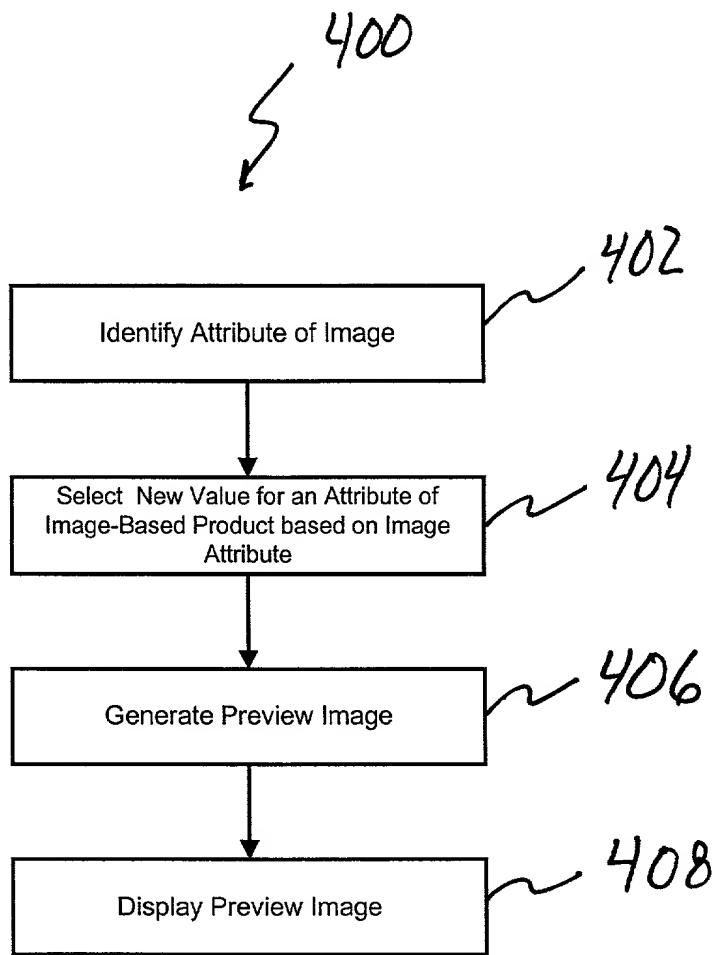 400
402
Identify Attribute of Image
404
Select New Value for an Attribute of
Image-Based Product based on Image
Attribute
406
Generate Preview Image
408
Display Preview Image